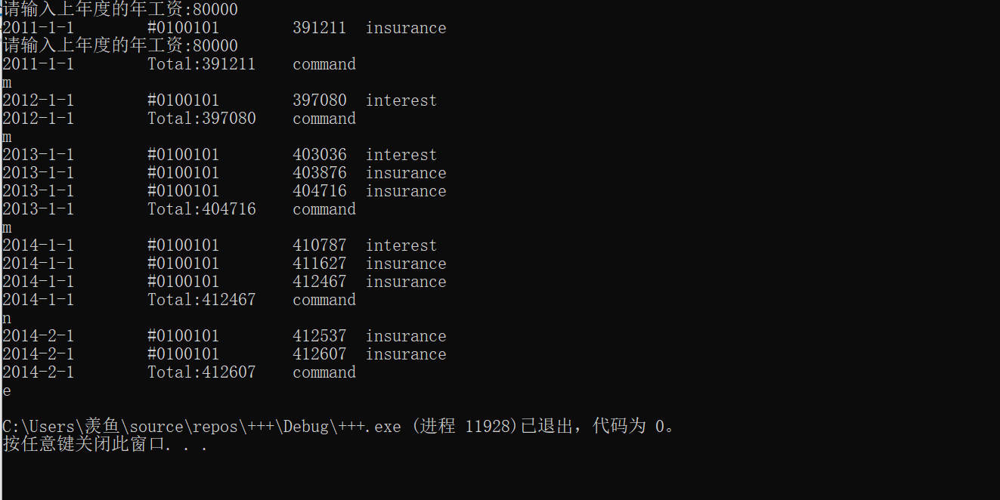 请输入上年度的年工资:80000
2011-1-1 #0100101 391211 insurance
请输入上年度的年工资:80000
2011-1-1 Total:391211 command
m
2012-1-1 #0100101 397080 interest
2012-1-1 Total:397080 command
m
2013-1-1 #0100101 403036 interest
2013-1-1 #0100101 403876 insurance
2013-1-1 #0100101 404716 insurance
2013-1-1 Total:404716 command
m
2014-1-1 #0100101 410787 interest
2014-1-1 #0100101 411627 insurance
2014-1-1 #0100101 412467 insurance
2014-1-1 Total:412467 command
n
2014-2-1 #0100101 412537 insurance
2014-2-1 #0100101 412607 insurance
2014-2-1 Total:412607 command
e
C:\Users\羡鱼\source\repos\+++\Debug\+++.exe (进程 11928)已退出，代码为 0。
按任意键关闭此窗口. . .